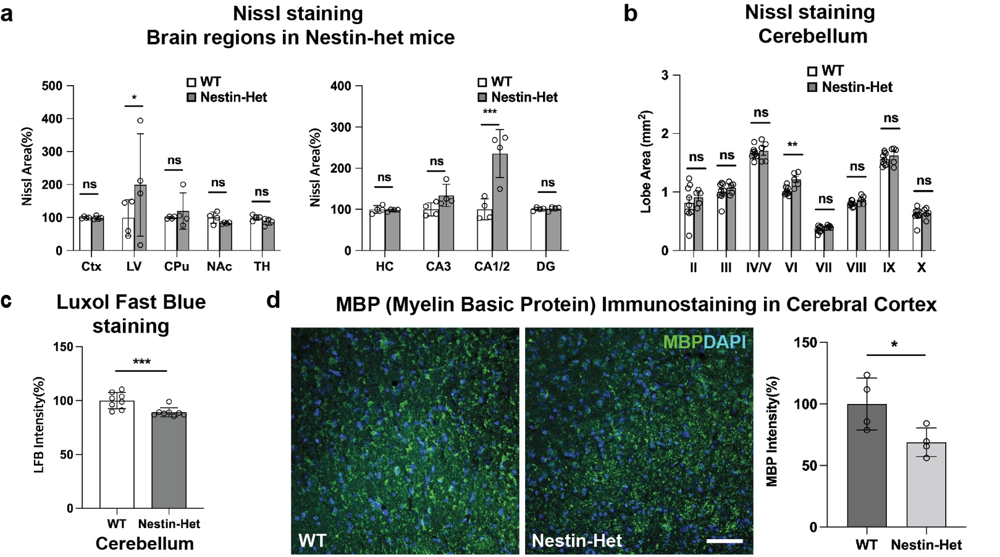 a
Nissl staining
Brain regions in Nestin-het mice
WT
Nestin-Het
Nissl Area(%)
500
400
300
200
100
0
ns
*
ns
ns
ns
Ctx LV CPu NAc TH
WT
Nestin-Het
Nissl Area(%)
400
300
200
100
0
ns
ns
***
ns
HC CA3 CA1/2 DG
b
Nissl staining
Cerebellum
WT
Nestin-Het
Lobe Area (mm²)
3
2
1
0
ns
ns
ns
**
ns
ns
ns
ns
II III IV/V VI VII VIII IX X
c
Luxol Fast Blue
staining
LFB Intensity(%)
150
100
50
0
***
WT Nestin-Het
Cerebellum
d
MBP (Myelin Basic Protein) Immunostaining in Cerebral Cortex
WT
MBPDAPI
Nestin-Het
MBP Intensity(%)
150
100
50
0
*
WT Nestin-Het